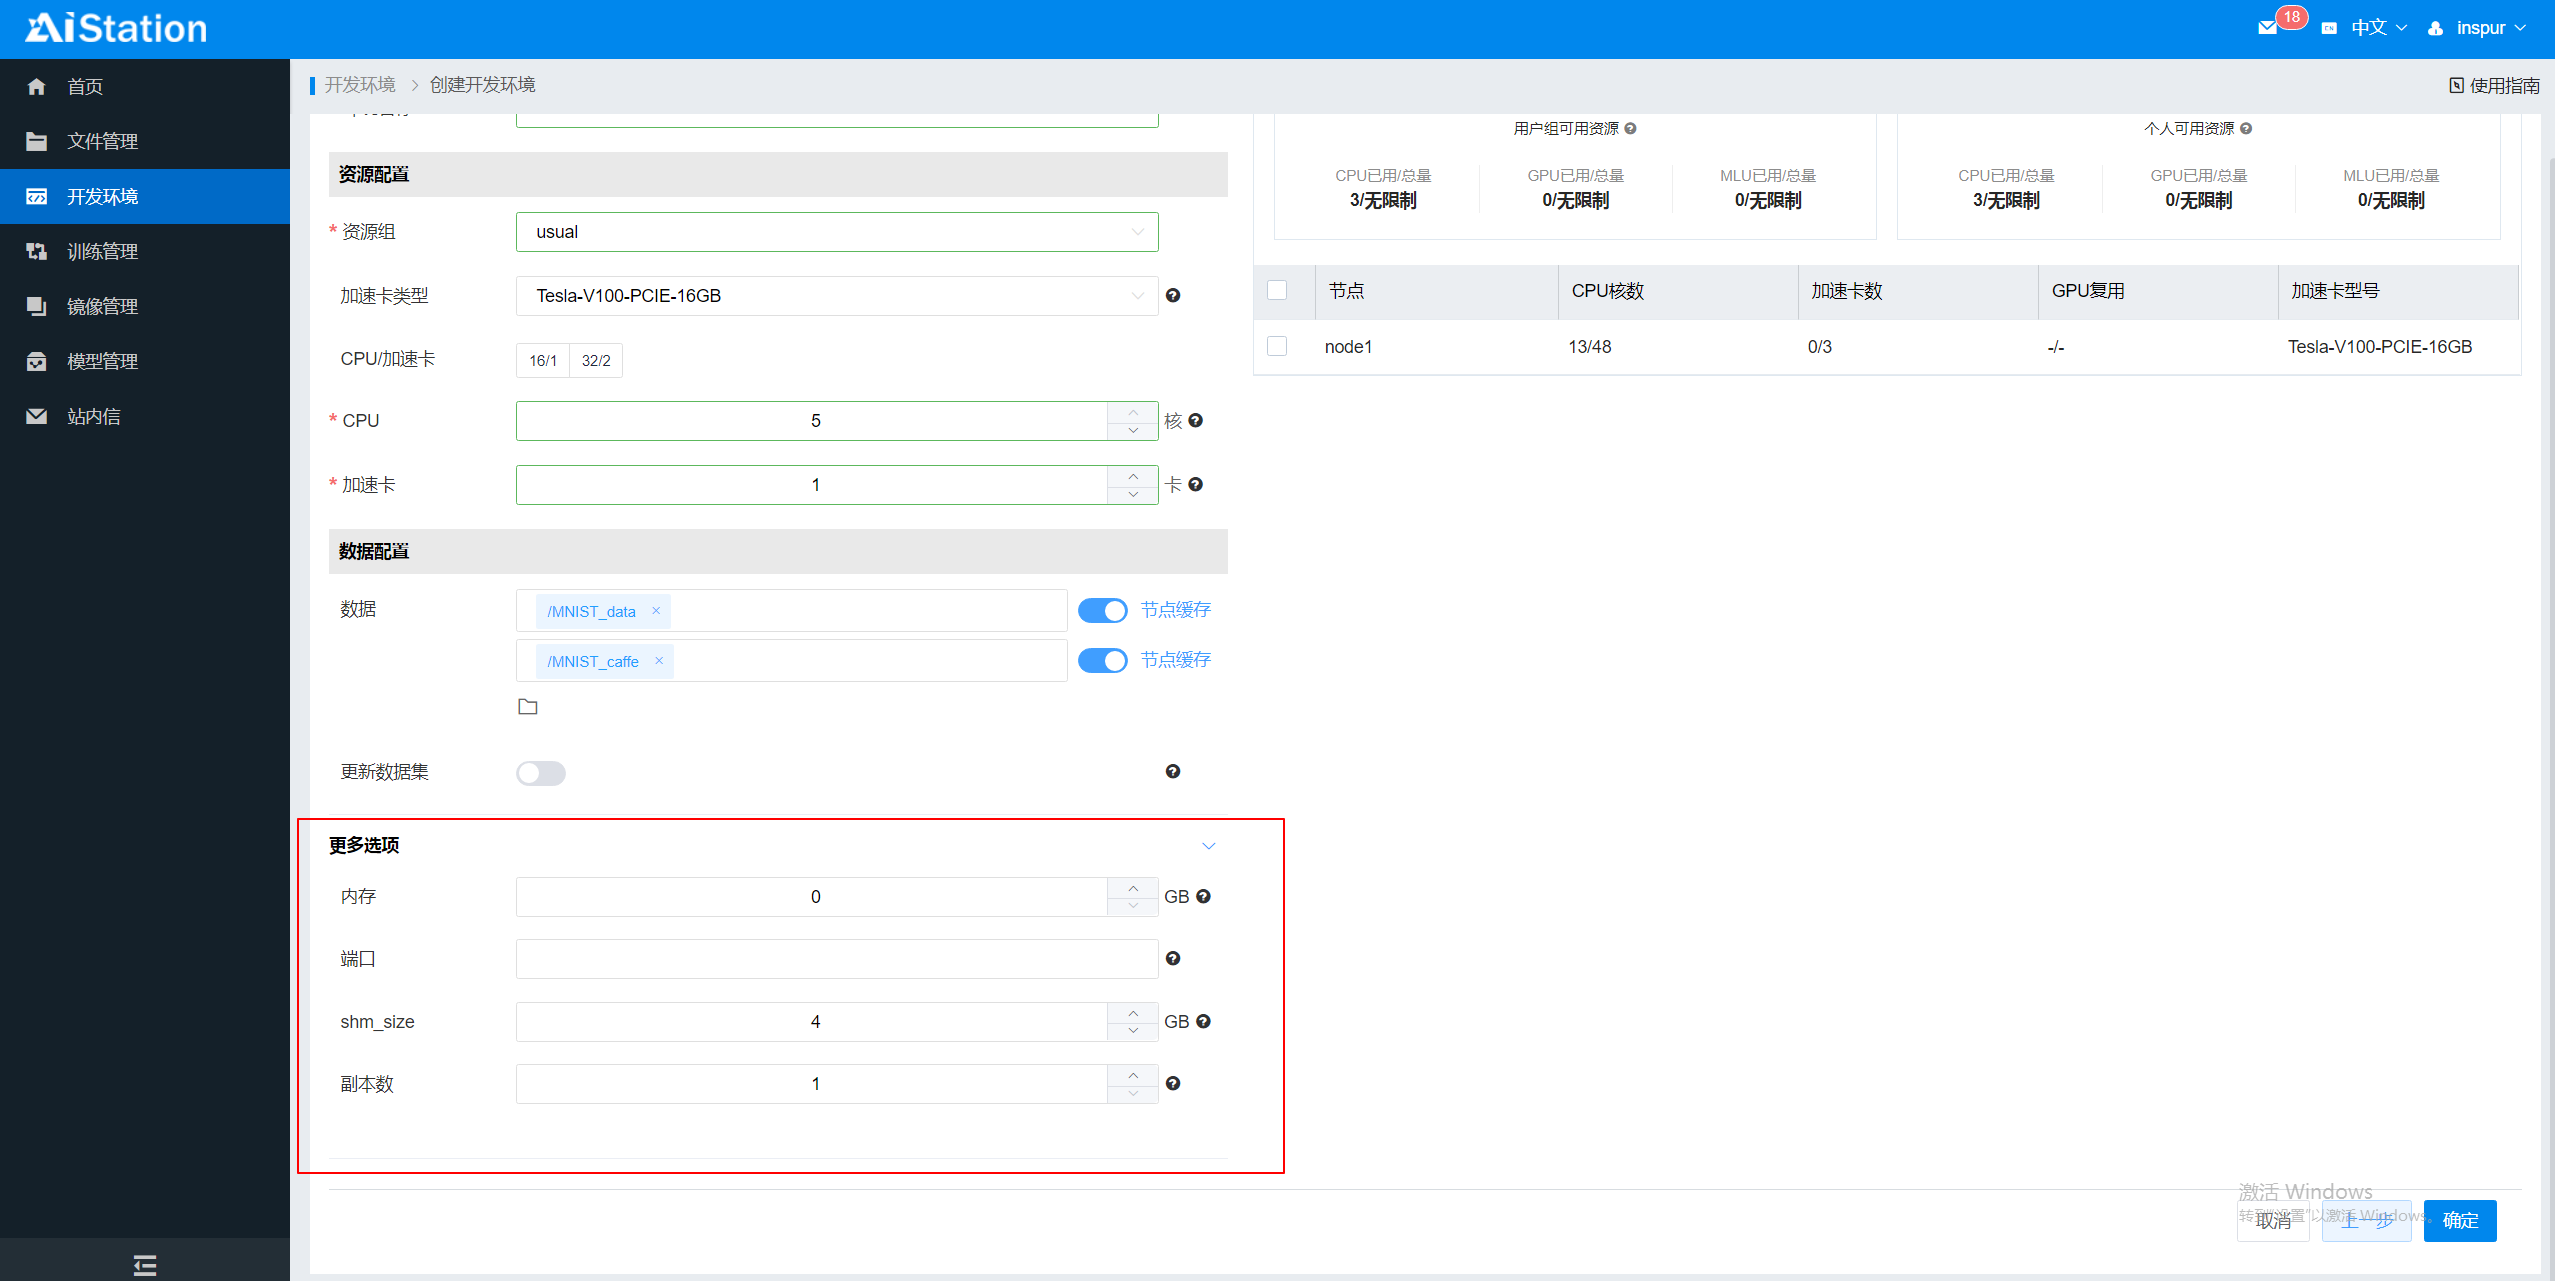 AiStation
18
EN
中文
inspur
首页
文件管理
开发环境
训练管理
镜像管理
模型管理
站内信
开发环境 > 创建开发环境
使用指南
资源配置
* 资源组
usual
加速卡类型
Tesla-V100-PCIE-16GB
CPU/加速卡
16/1
32/2
* CPU
5
核
* 加速卡
1
卡
数据配置
数据
/MNIST_data ×
节点缓存
/MNIST_caffe ×
节点缓存
更新数据集
更多选项
内存
0
GB
端口
shm_size
4
GB
副本数
1
用户组可用资源
CPU已用/总量
3/无限制
GPU已用/总量
0/无限制
MLU已用/总量
0/无限制
个人可用资源
CPU已用/总量
3/无限制
GPU已用/总量
0/无限制
MLU已用/总量
0/无限制
节点 CPU核数 加速卡数 GPU复用 加速卡型号
node1 13/48 0/3 -/- Tesla-V100-PCIE-16GB
激活 Windows
转到"设置"以激活 Windows。
取消
上一步
确定